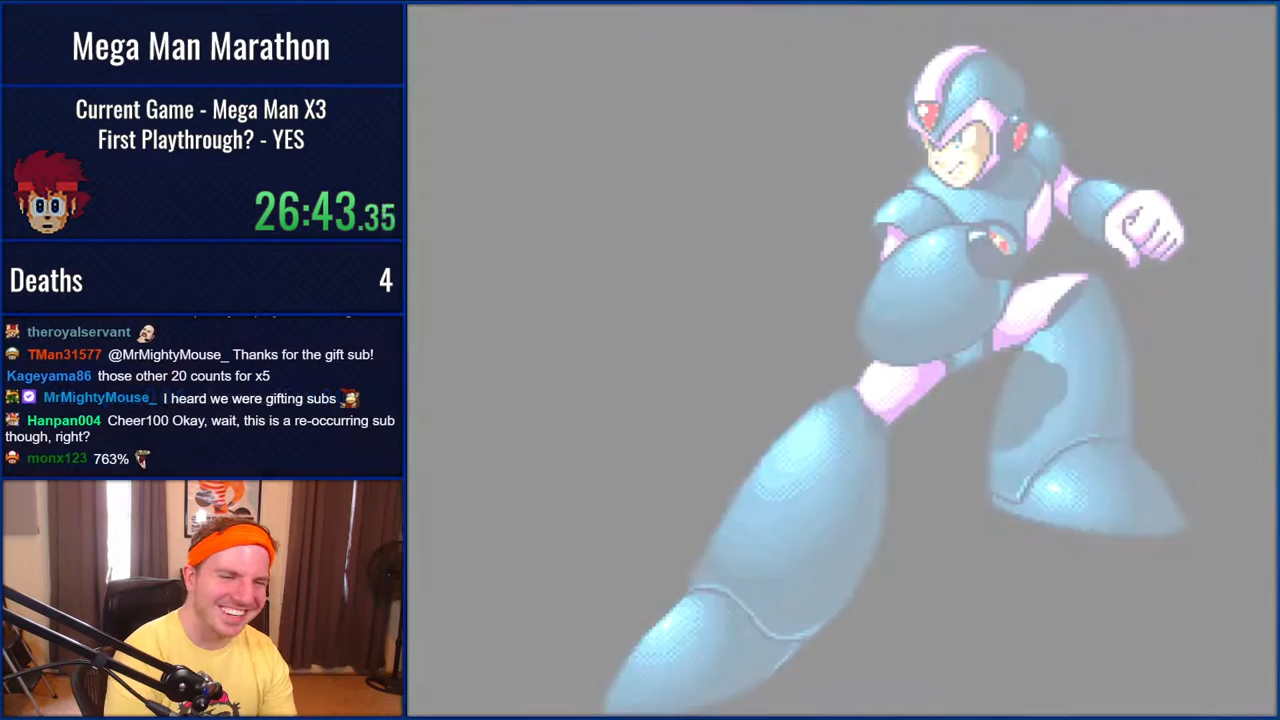 Mega Man Marathon
Current Game - Mega Man X3
First Playthrough? - YES
26:43.35
Deaths 4
theroyalservant
TMan31577 @MrMightyMouse_ Thanks for the gift sub!
Kageyama86 those other 20 counts for x5
MrMightyMouse_ I heard we were gifting subs
Hanpan004 Cheer100 Okay, wait, this is a re-occurring sub
though, right?
monx123 763%